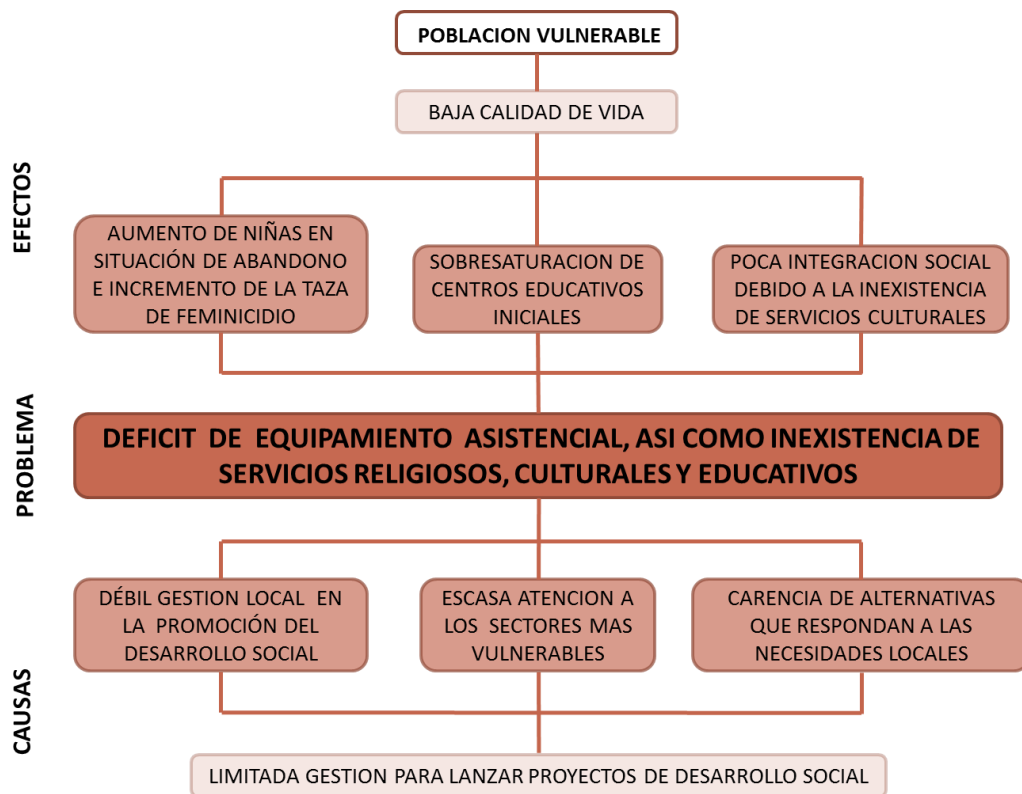 POBLACION VULNERABLE
BAJA CALIDAD DE VIDA
EFECTOS
AUMENTO DE NIÑAS EN
SITUACIÓN DE ABANDONO
E INCREMENTO DE LA TAZA
DE FEMINICIDIO
SOBRESATURACION DE
CENTROS EDUCATIVOS
INICIALES
POCA INTEGRACION SOCIAL
DEBIDO A LA INEXISTENCIA
DE SERVICIOS CULTURALES
PROBLEMA
DEFICIT DE EQUIPAMIENTO ASISTENCIAL, ASI COMO INEXISTENCIA DE
SERVICIOS RELIGIOSOS, CULTURALES Y EDUCATIVOS
CAUSAS
DÉBIL GESTION LOCAL EN
LA PROMOCIÓN DEL
DESARROLLO SOCIAL
ESCASA ATENCION A
LOS SECTORES MAS
VULNERABLES
CARENCIA DE ALTERNATIVAS
QUE RESPONDAN A LAS
NECESIDADES LOCALES
LIMITADA GESTION PARA LANZAR PROYECTOS DE DESARROLLO SOCIAL